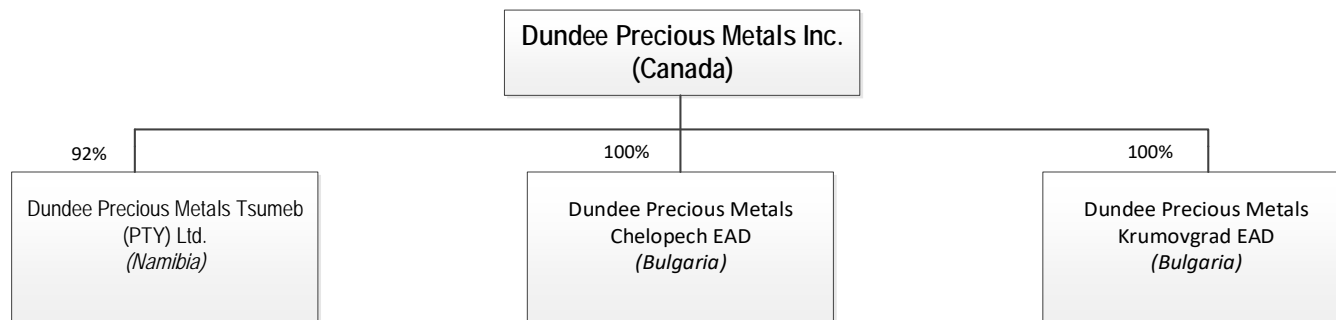 Dundee Precious Metals Inc.
(Canada)
92%
100%
100%
Dundee Precious Metals Tsumeb
(PTY) Ltd.
(Namibia)
Dundee Precious Metals
Chelopech EAD
(Bulgaria)
Dundee Precious Metals
Krumovgrad EAD
(Bulgaria)